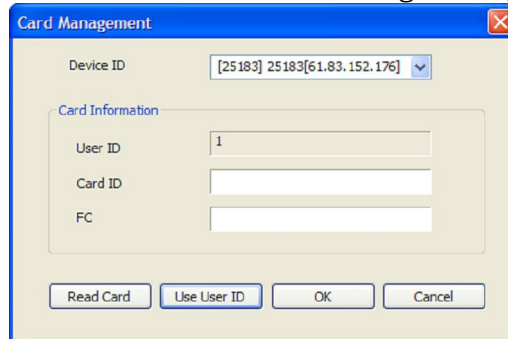 Card Management
Device ID [25183] 25183[61.83.152.176]
Card Information
User ID 1
Card ID
FC
Read Card Use User ID OK Cancel